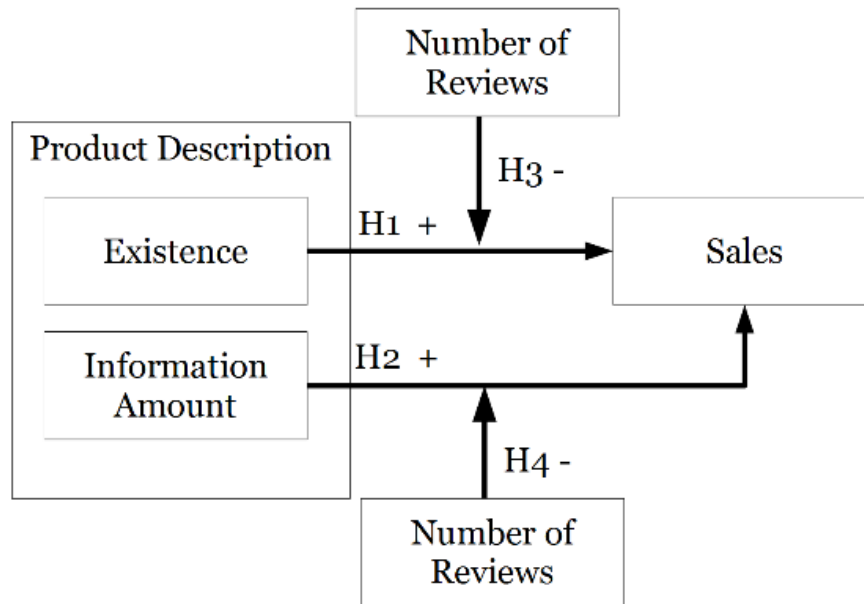 Number of
Reviews
Product Description
H3 -
H1 +
Existence
Sales
H2 +
Information
Amount
H4 -
Number of
Reviews